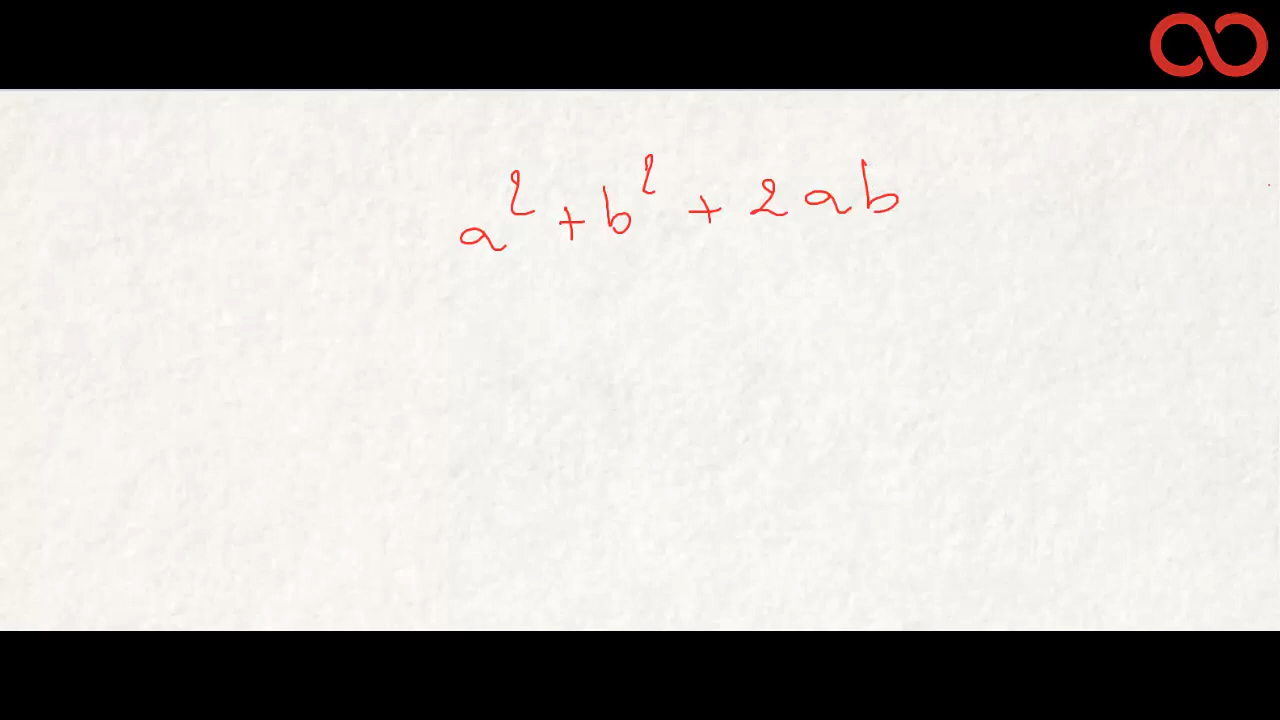 a² + b² + 2ab